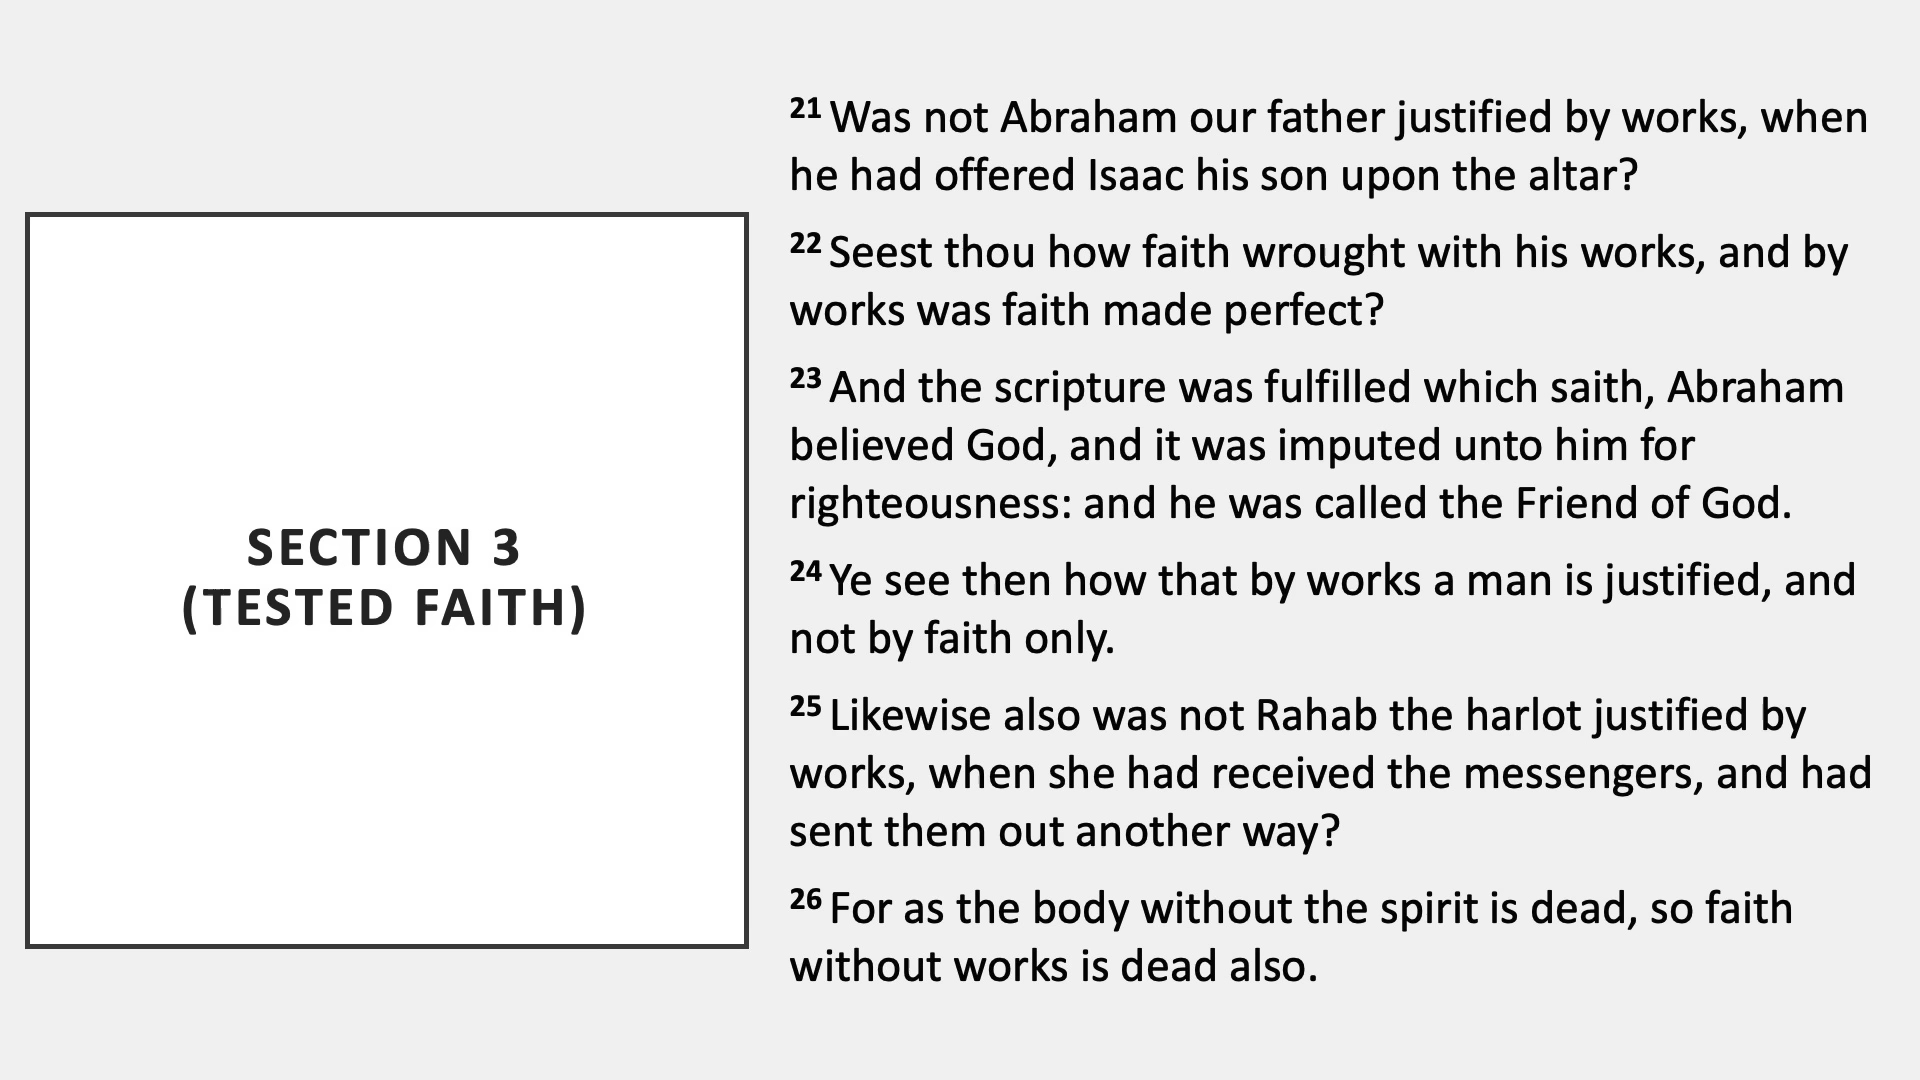 SECTION 3
(TESTED FAITH)
21 Was not Abraham our father justified by works, when
he had offered Isaac his son upon the altar?
22 Seest thou how faith wrought with his works, and by
works was faith made perfect?
23 And the scripture was fulfilled which saith, Abraham
believed God, and it was imputed unto him for
righteousness: and he was called the Friend of God.
24 Ye see then how that by works a man is justified, and
not by faith only.
25 Likewise also was not Rahab the harlot justified by
works, when she had received the messengers, and had
sent them out another way?
26 For as the body without the spirit is dead, so faith
without works is dead also.